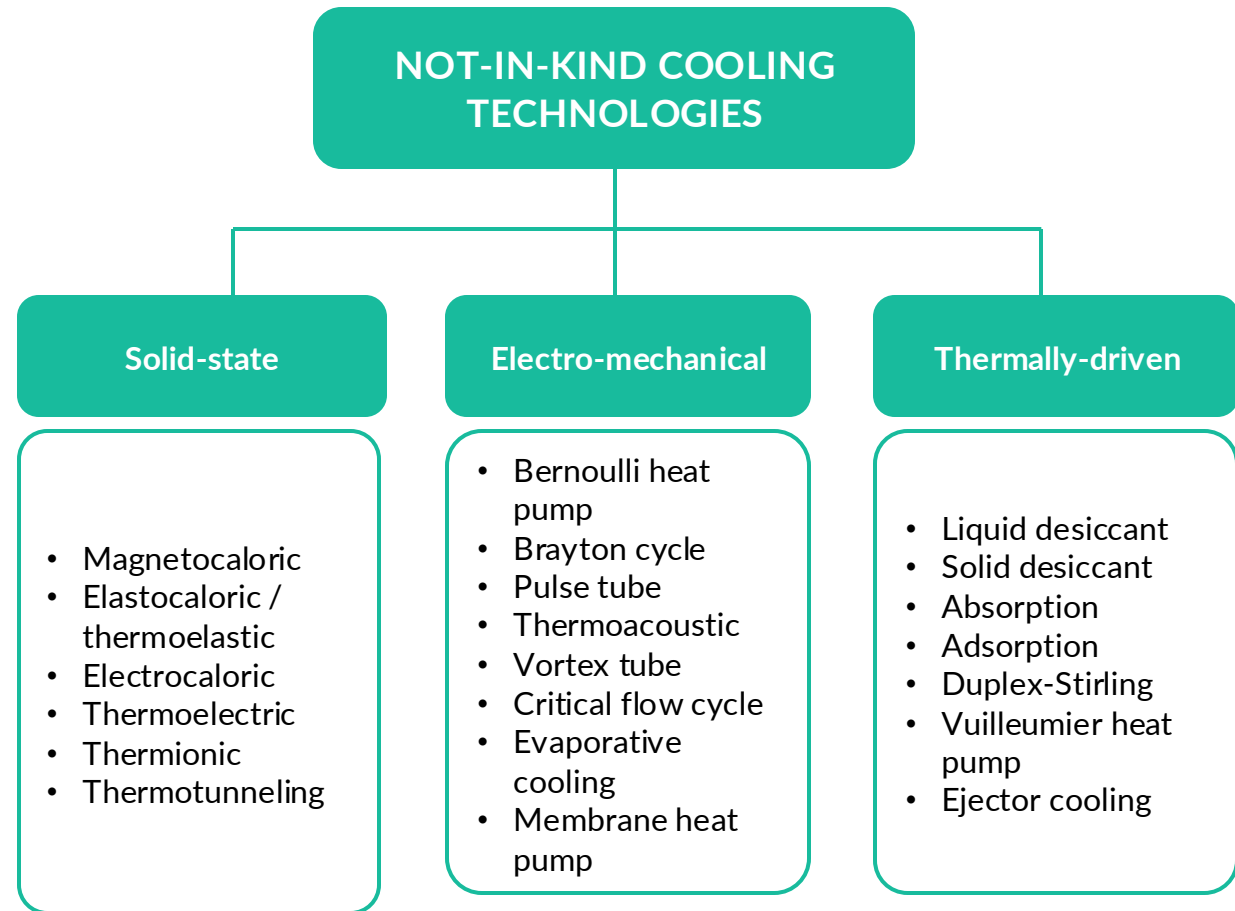 NOT-IN-KIND COOLING
TECHNOLOGIES
Solid-state
• Magnetocaloric
• Elastocaloric /
thermoelastic
• Electrocaloric
• Thermoelectric
• Thermionic
• Thermotunneling
Electro-mechanical
• Bernoulli heat
pump
• Brayton cycle
• Pulse tube
• Thermoacoustic
• Vortex tube
• Critical flow cycle
• Evaporative
cooling
• Membrane heat
pump
Thermally-driven
• Liquid desiccant
• Solid desiccant
• Absorption
• Adsorption
• Duplex-Stirling
• Vuilleumier heat
pump
• Ejector cooling